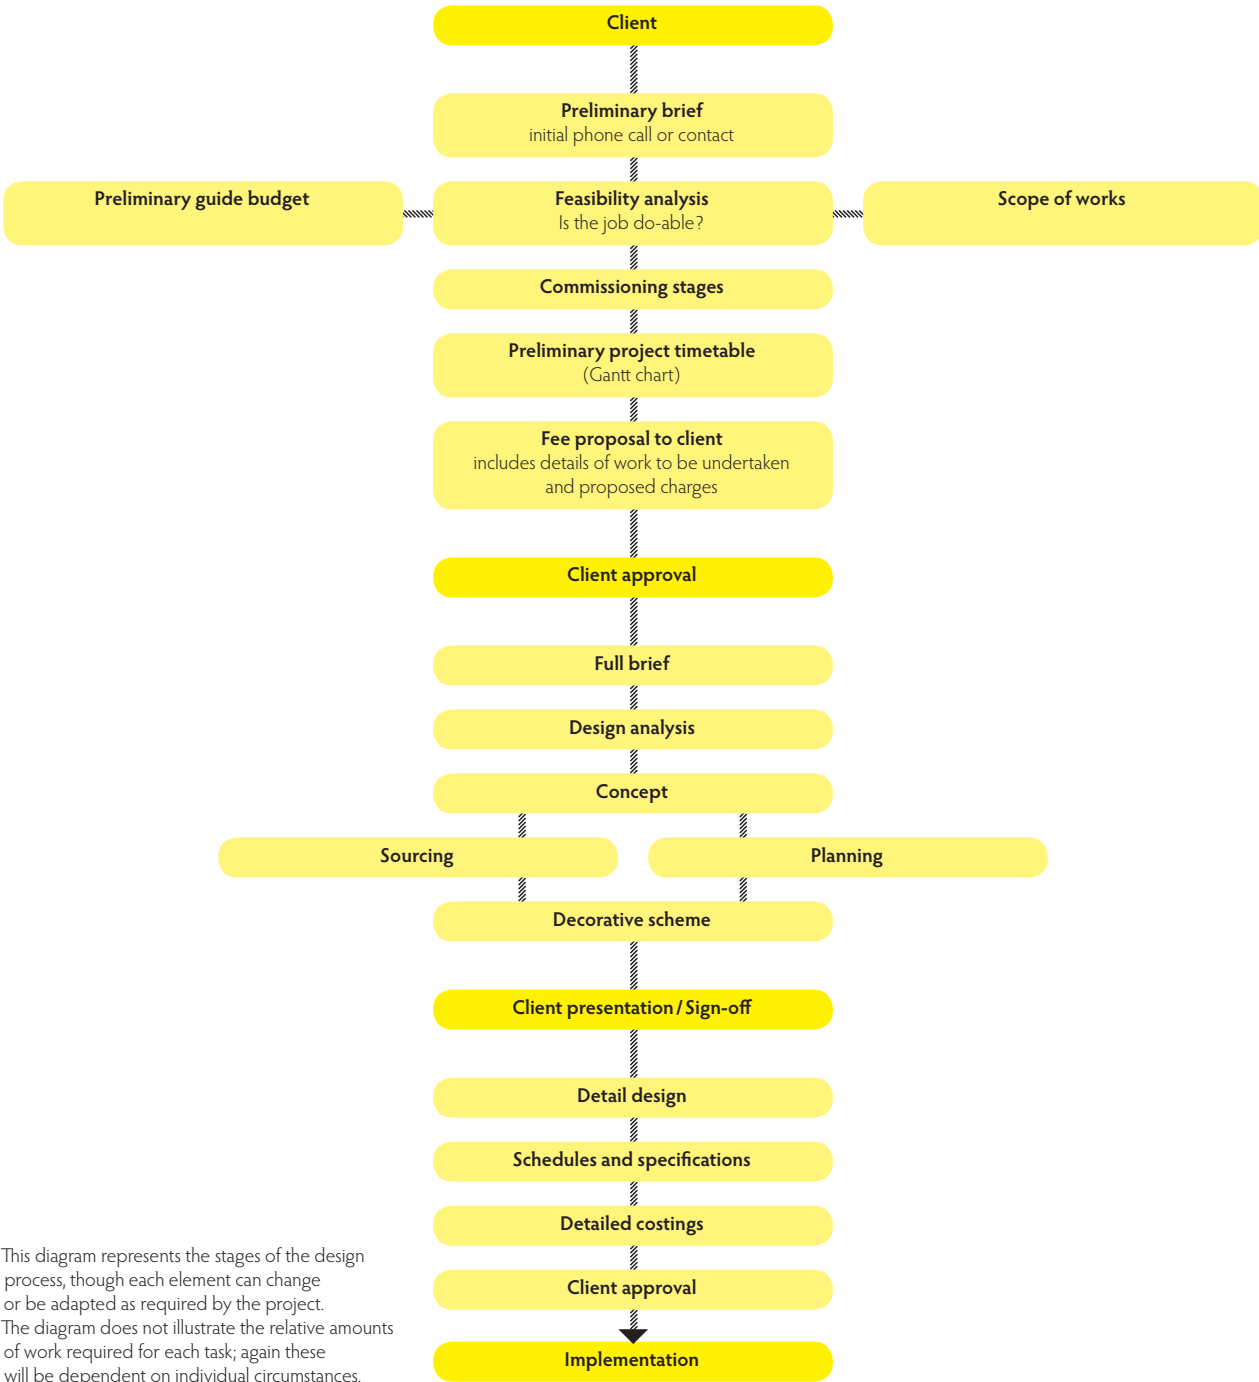 Client
Preliminary brief
initial phone call or contact
Preliminary guide budget
Feasibility analysis
Is the job do-able?
Scope of works
Commissioning stages
Preliminary project timetable
(Gantt chart)
Fee proposal to client
includes details of work to be undertaken
and proposed charges
Client approval
Full brief
Design analysis
Concept
Sourcing
Planning
Decorative scheme
Client presentation / Sign-off
Detail design
Schedules and specifications
Detailed costings
Client approval
Implementation
This diagram represents the stages of the design
process, though each element can change
or be adapted as required by the project.
The diagram does not illustrate the relative amounts
of work required for each task; again these
will be dependent on individual circumstances.